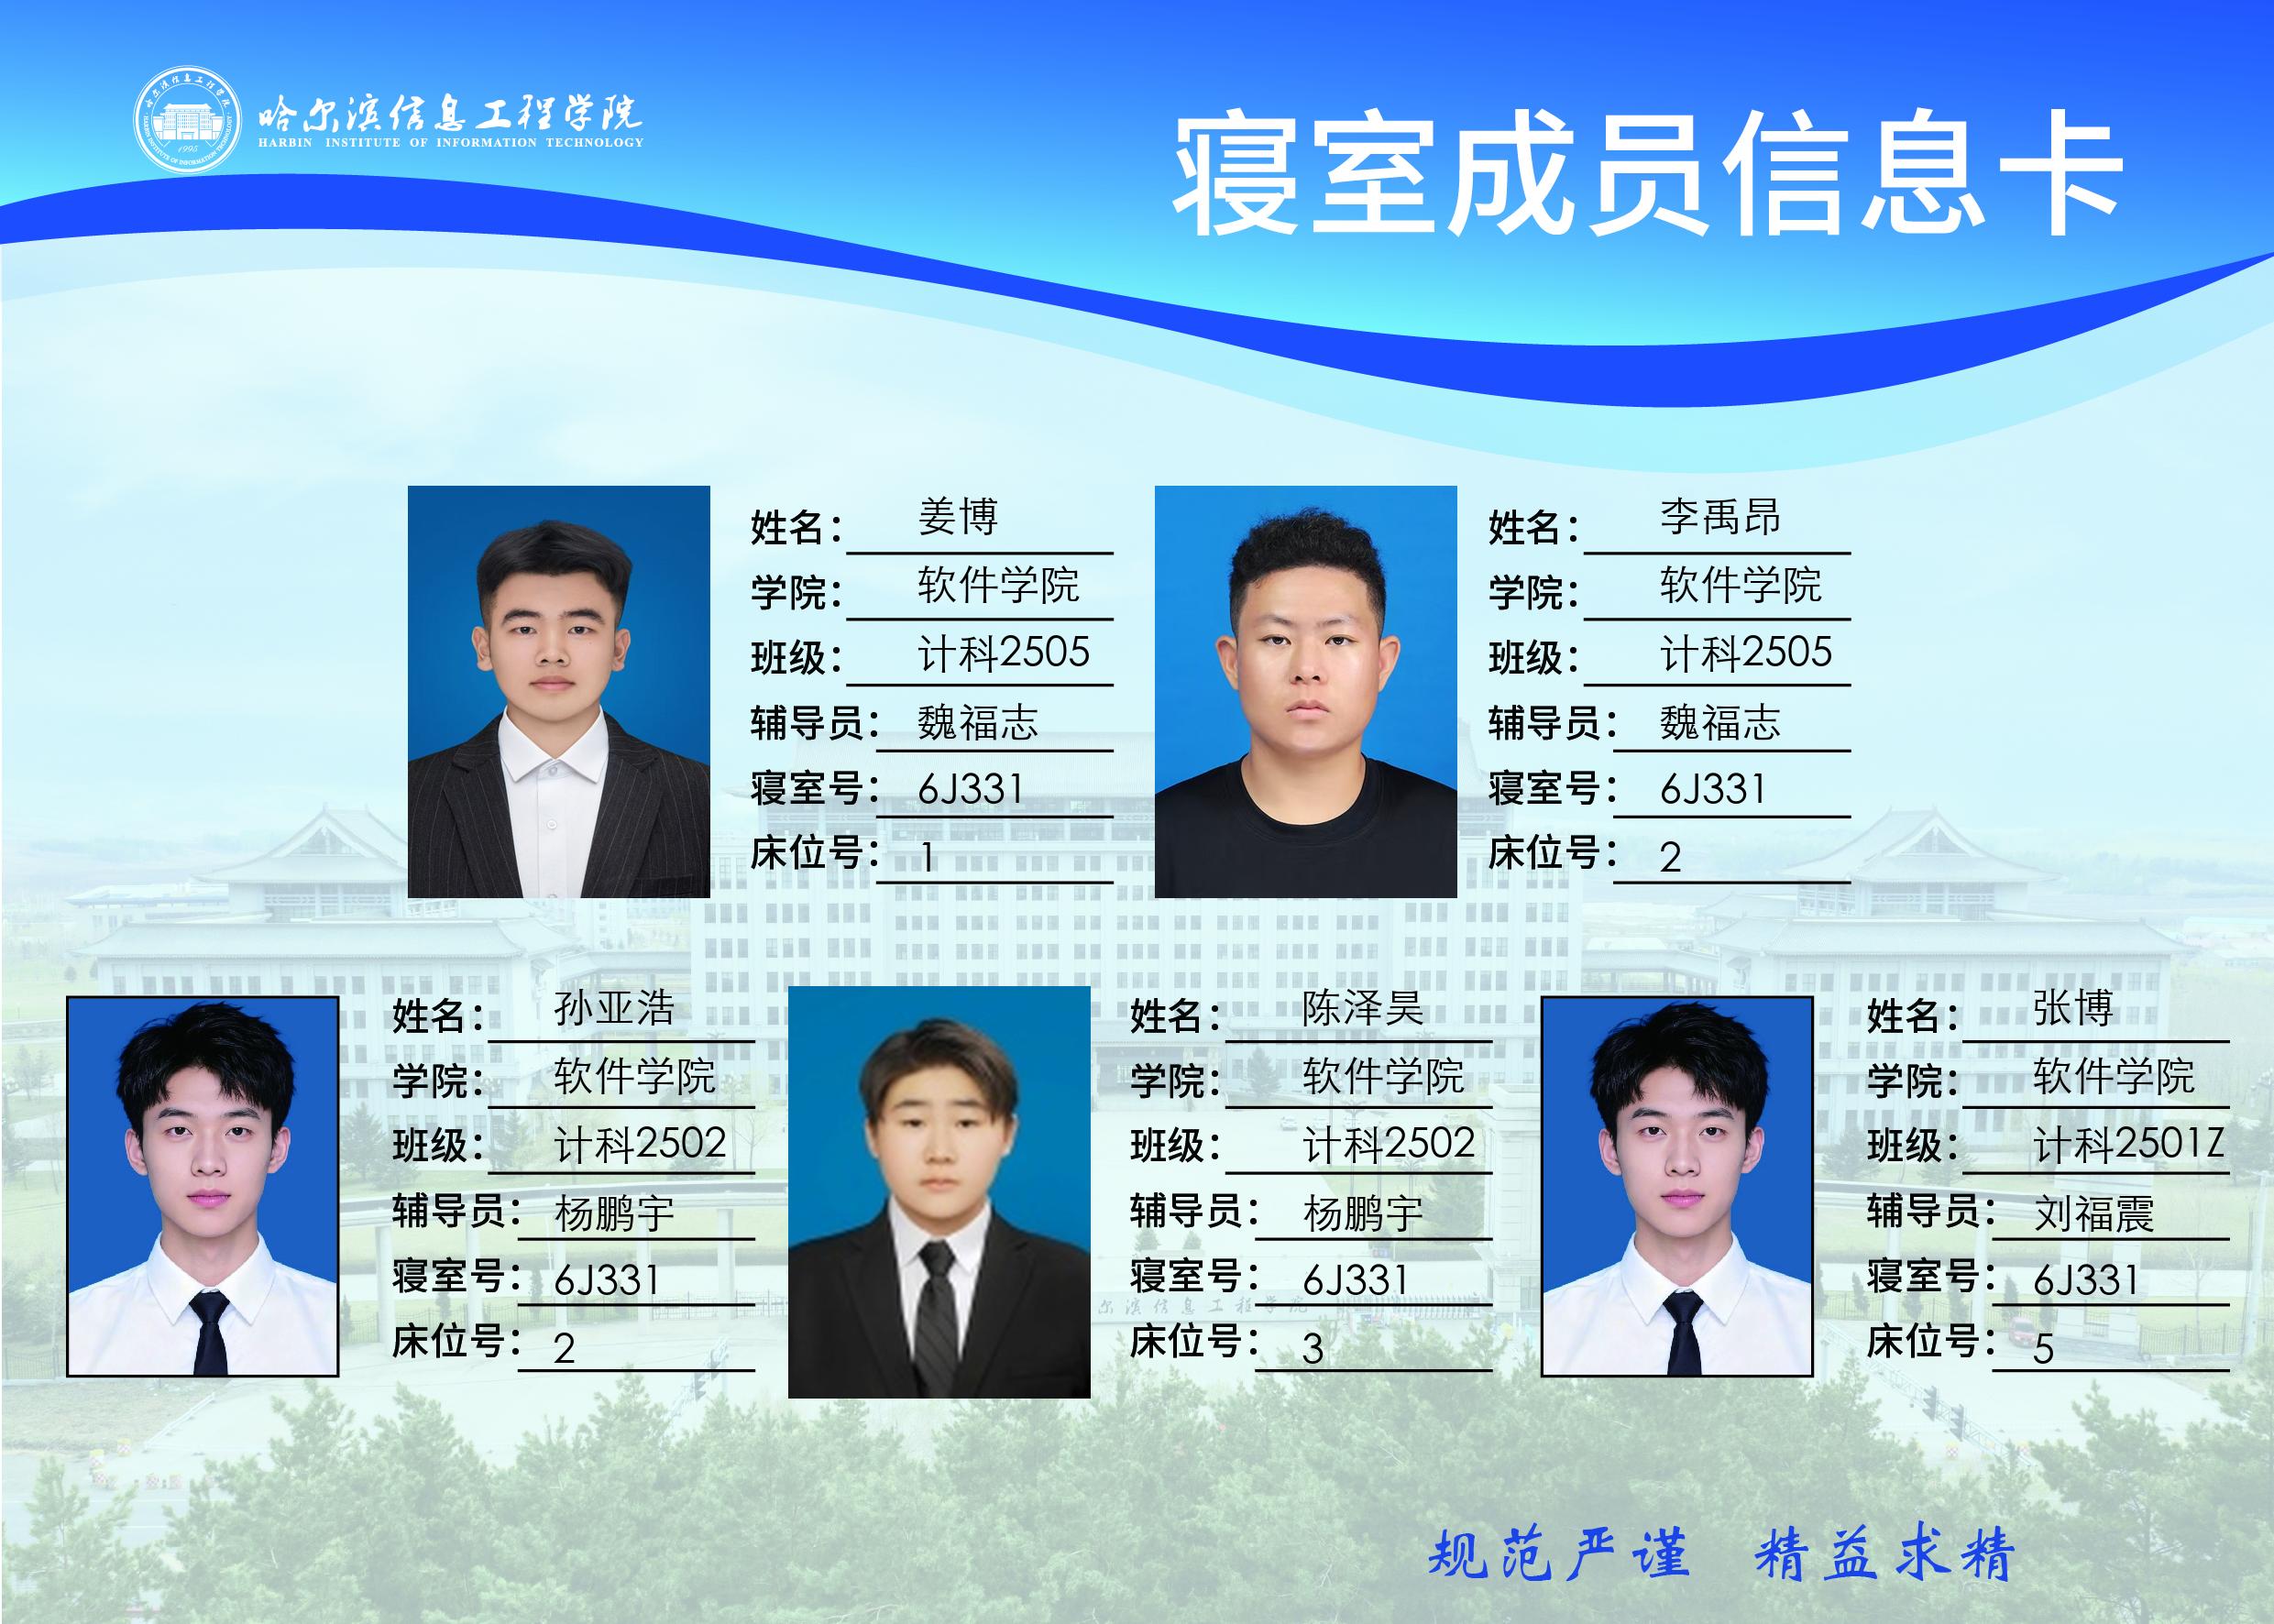 哈尔滨信息工程学院
HARBIN INSTITUTE OF INFORMATION TECHNOLOGY
1995
寝室成员信息卡
姓名：姜博
学院：软件学院
班级：计科2505
辅导员：魏福志
寝室号：6J331
床位号：1
姓名：李禹昂
学院：软件学院
班级：计科2505
辅导员：魏福志
寝室号：6J331
床位号：2
姓名：孙亚浩
学院：软件学院
班级：计科2502
辅导员：杨鹏宇
寝室号：6J331
床位号：2
姓名：陈泽昊
学院：软件学院
班级：计科2502
辅导员：杨鹏宇
寝室号：6J331
床位号：3
姓名：张博
学院：软件学院
班级：计科2501Z
辅导员：刘福震
寝室号：6J331
床位号：5
规范严谨 精益求精